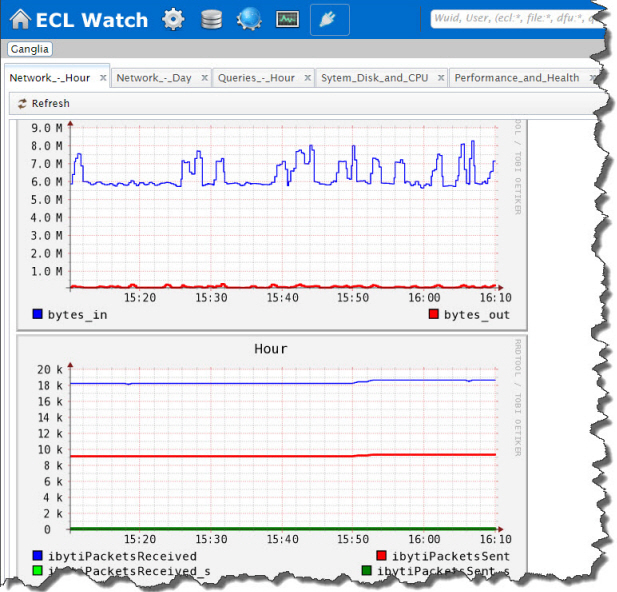 ECL Watch
Wuid, User, (ecl:*, file:*, dfu:*, q
Ganglia
Network_-_Hour x Network_-_Day x Queries_-_Hour x Sytem_Disk_and_CPU x Performance_and_Health x
Refresh
9.0 M
8.0 M
7.0 M
6.0 M
5.0 M
4.0 M
3.0 M
2.0 M
1.0 M
15:20 15:30 15:40 15:50 16:00 16:10
bytes_in bytes_out
OOL / TOBI OETIKER
Hour
20 k
18 k
16 k
14 k
12 k
10 k
8 k
6 k
4 k
2 k
0
15:20 15:30 15:40 15:50 16:00 16:10
RRDTOOL / TOBI OETIKER
ibytiPacketsReceived ibytiPacketsSent
ibytiPacketsReceived_s ibytiPacketsSent_s